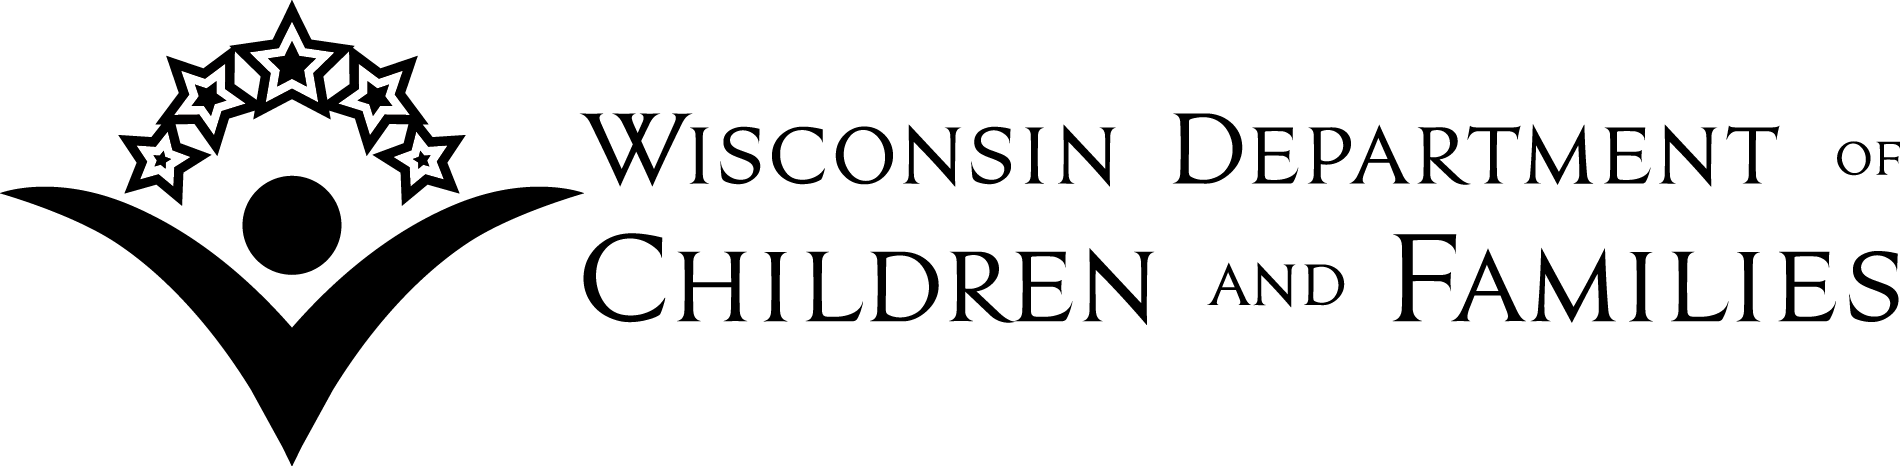 Wisconsin Department of
Children and Families